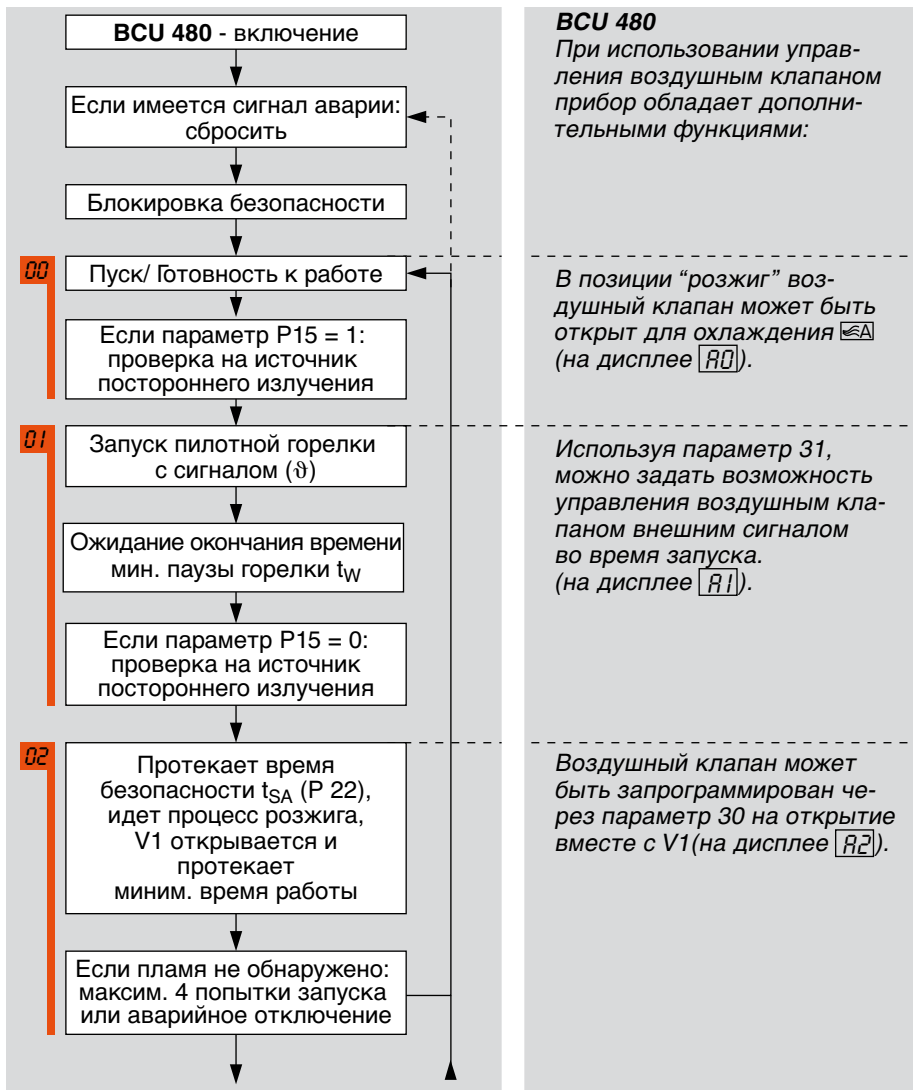 BCU 480 - включение
Если имеется сигнал аварии:
сбросить
Блокировка безопасности
00
Пуск/ Готовность к работе
Если параметр P15 = 1:
проверка на источник
постороннего излучения
01
Запуск пилотной горелки
с сигналом (ϑ)
Ожидание окончания времени
мин. паузы горелки tW
Если параметр P15 = 0:
проверка на источник
постороннего излучения
02
Протекает время
безопасности tSA (P 22),
идет процесс розжига,
V1 открывается и
протекает
миним. время работы
Если пламя не обнаружено:
максим. 4 попытки запуска
или аварийное отключение
BCU 480
При использовании управ-
ления воздушным клапаном
прибор обладает дополни-
тельными функциями:
В позиции “розжиг” воз-
душный клапан может быть
открыт для охлаждения A
(на дисплее A0).
Используя параметр 31,
можно задать возможность
управления воздушным кла-
паном внешним сигналом
во время запуска.
(на дисплее A1).
Воздушный клапан может
быть запрограммирован че-
рез параметр 30 на открытие
вместе с V1(на дисплее A2).